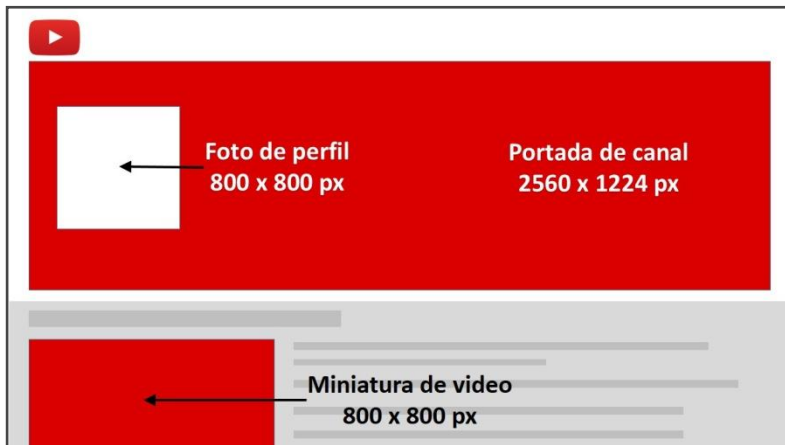 Foto de perfil
800 x 800 px
Portada de canal
2560 x 1224 px
Miniatura de video
800 x 800 px